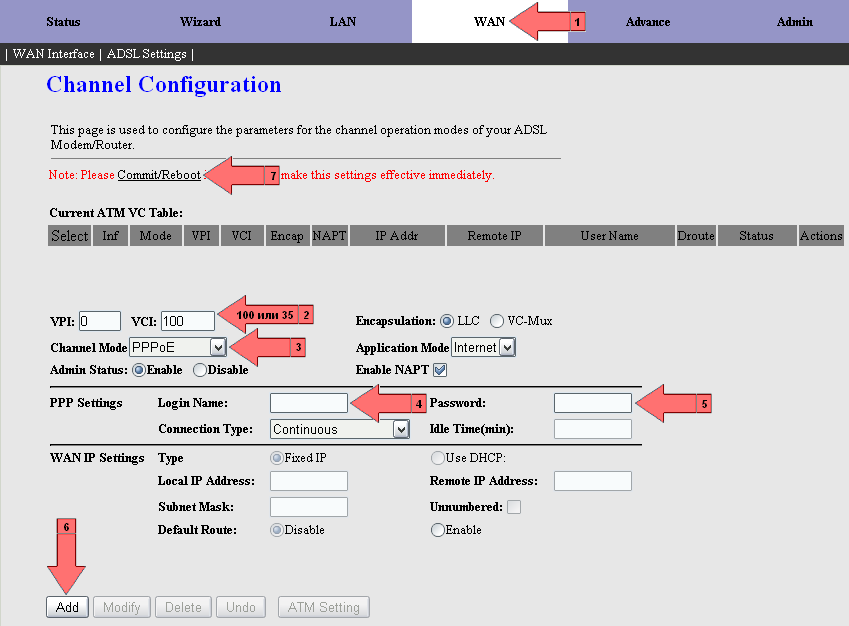 Status Wizard LAN WAN 1 Advance Admin
| WAN Interface | ADSL Settings |
Channel Configuration
This page is used to configure the parameters for the channel operation modes of your ADSL
Modem/Router.
Note: Please Commit/Reboot 7 make this settings effective immediately.
Current ATM VC Table:
Select Inf Mode VPI VCI Encap NAPT IP Addr Remote IP User Name Droute Status Actions
VPI: 0 VCI: 100 100 или 35 2 Encapsulation: LLC VC-Mux
Channel Mode PPPoE 3 Application Mode Internet
Admin Status: Enable Disable Enable NAPT
PPP Settings Login Name: 4 Password: 5
Connection Type: Continuous Idle Time(min):
WAN IP Settings Type Fixed IP Use DHCP:
Local IP Address: Remote IP Address:
Subnet Mask: Unnumbered:
Default Route: Disable Enable
6
Add Modify Delete Undo ATM Setting